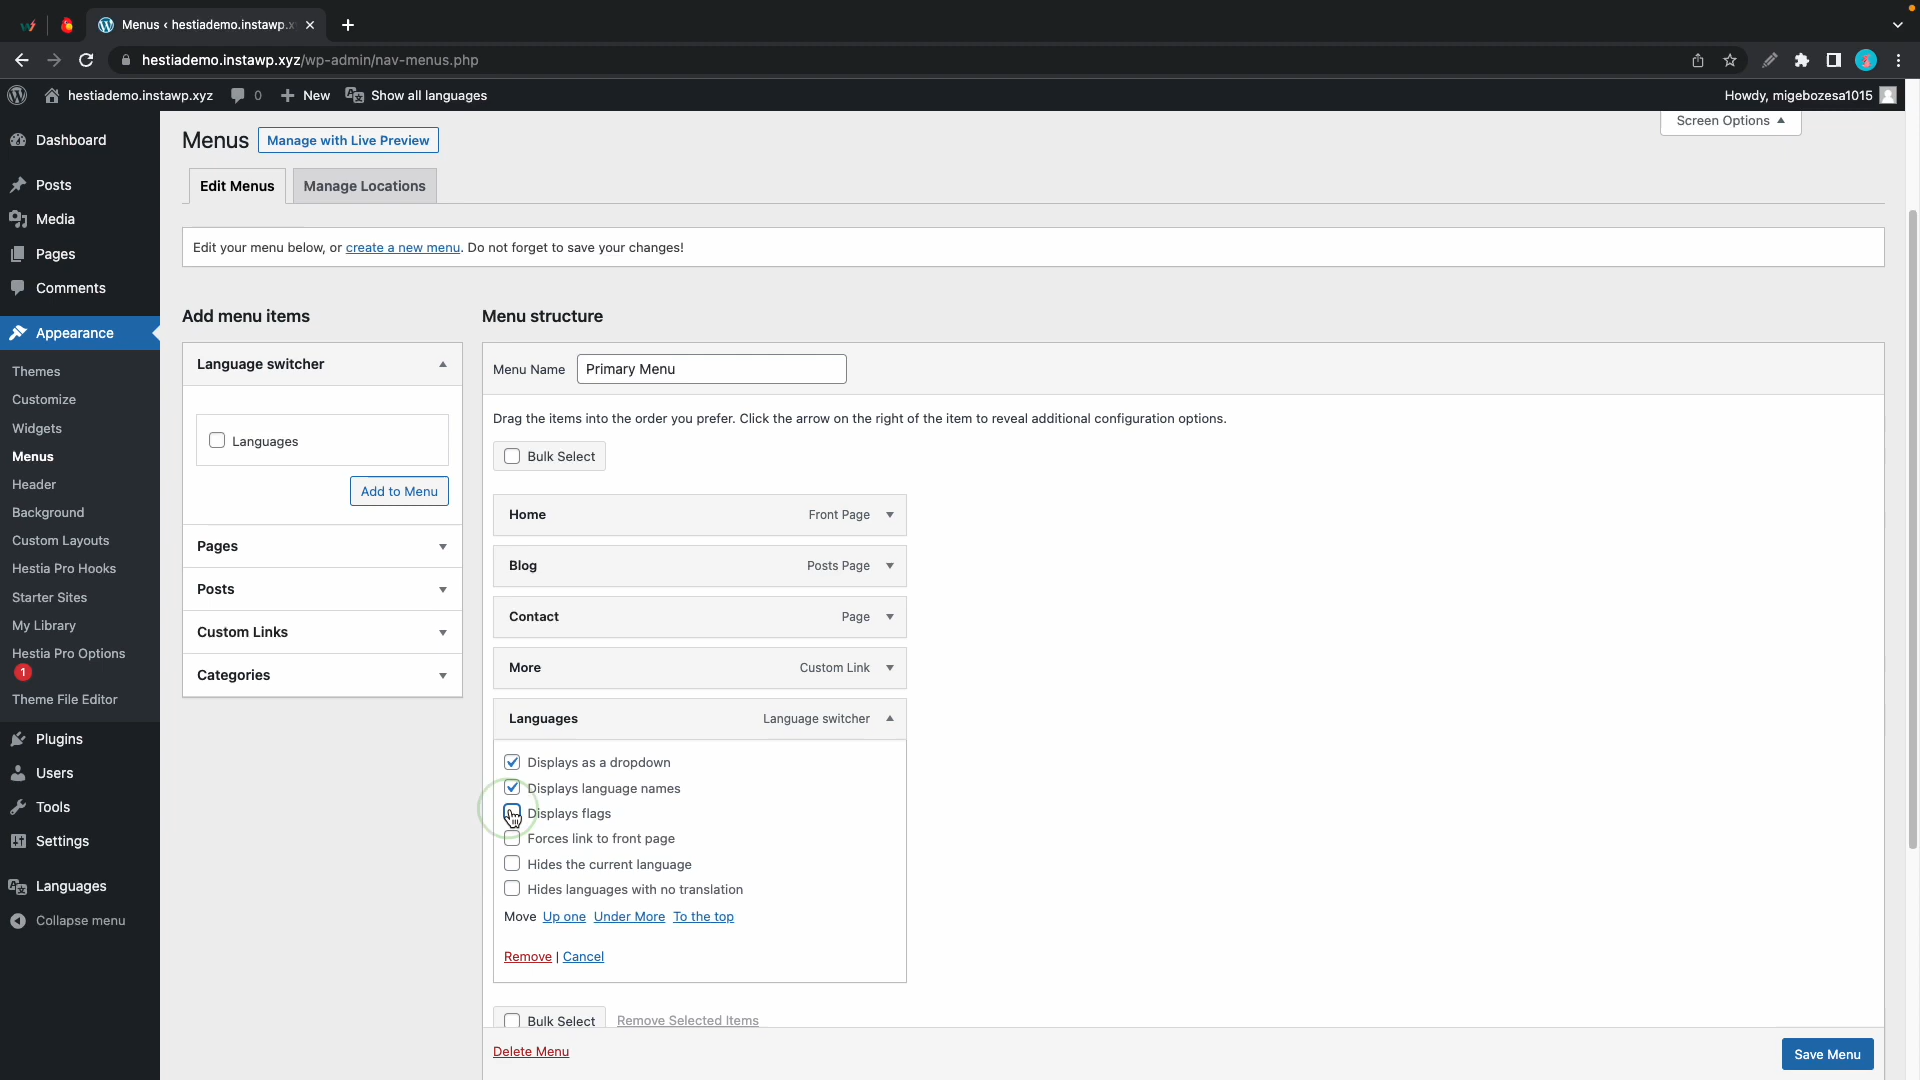 Menus ‹ hestiademo.instawp.x
hestiademo.instawp.xyz/wp-admin/nav-menus.php
hestiademo.instawp.xyz
0
New
Show all languages
Howdy, migebozesa1015
Dashboard
Posts
Media
Pages
Comments
Appearance
Themes
Customize
Widgets
Menus
Header
Background
Custom Layouts
Hestia Pro Hooks
Starter Sites
My Library
Hestia Pro Options
1
Theme File Editor
Plugins
Users
Tools
Settings
Languages
Collapse menu
Menus
Manage with Live Preview
Screen Options
Edit Menus
Manage Locations
Edit your menu below, or create a new menu. Do not forget to save your changes!
Add menu items
Language switcher
Languages
Add to Menu
Pages
Posts
Custom Links
Categories
Menu structure
Menu Name
Primary Menu
Drag the items into the order you prefer. Click the arrow on the right of the item to reveal additional configuration options.
Bulk Select
Home Front Page
Blog Posts Page
Contact Page
More Custom Link
Languages Language switcher
Displays as a dropdown
Displays language names
Displays flags
Forces link to front page
Hides the current language
Hides languages with no translation
Move Up one Under More To the top
Remove | Cancel
Bulk Select Remove Selected Items
Delete Menu
Save Menu